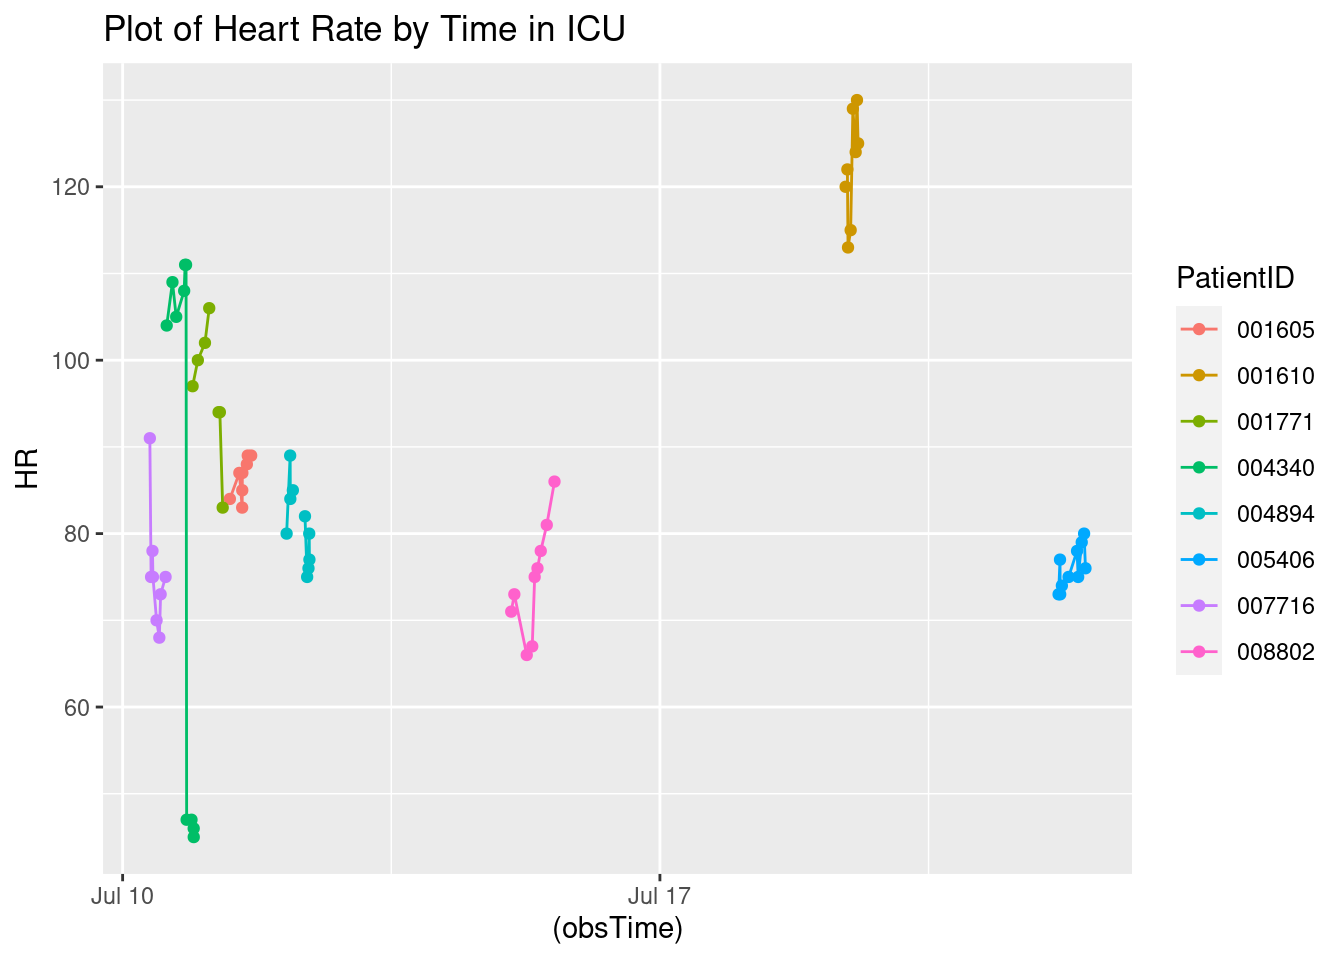 Plot of Heart Rate by Time in ICU
120
100
80
60
HR
Jul 10
Jul 17
(obsTime)
PatientID
001605
001610
001771
004340
004894
005406
007716
008802